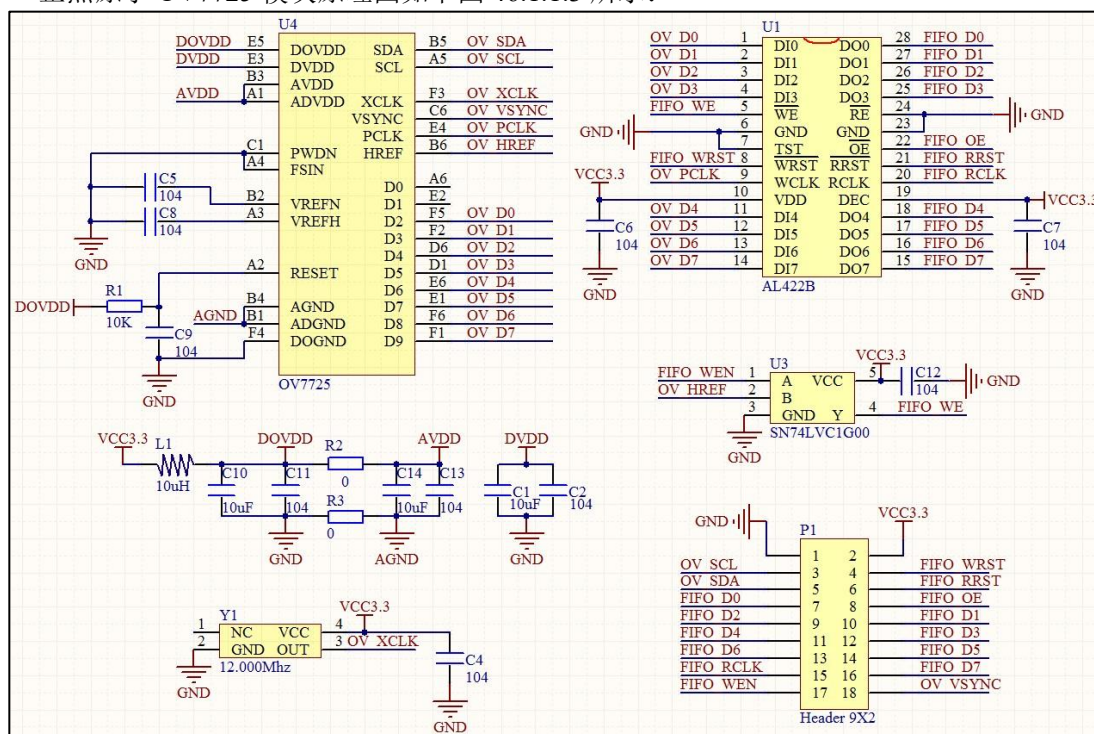 U4
DOVDD E5 DOVDD SDA B5 OV SDA
DVDD E3 DVDD SCL A5 OV SCL
B3 AVDD
AVDD A1 ADVDD XCLK F3 OV XCLK
VSYNC C6 OV VSYNC
PCLK E4 OV PCLK
C1 PWDN HREF B6 OV HREF
A4 FSIN
C5 104 D0 A6
B2 VREFN D1 E2
C8 104 A3 VREFH D2 F5 OV D0
D3 F2 OV D1
GND D4 D6 OV D2
A2 RESET D5 D1 OV D3
D6 E6 OV D4
DOVDD R1 10K B4 AGND D7 E1 OV D5
AGND B1 ADGND D8 F6 OV D6
C9 104 F4 DOGND D9 F1 OV D7
GND
OV7725
U1
OV D0 1 DI0 DO0 28 FIFO D0
OV D1 2 DI1 DO1 27 FIFO D1
OV D2 3 DI2 DO2 26 FIFO D2
OV D3 4 DI3 DO3 25 FIFO D3
FIFO WE 5 WE RE 24
GND 6 GND GND 23 GND
7 TST OE 22 FIFO OE
FIFO WRST 8 WRST RRST 21 FIFO RRST
OV PCLK 9 WCLK RCLK 20 FIFO RCLK
VCC3.3 10 VDD DEC 19 VCC3.3
OV D4 11 DI4 DO4 18 FIFO D4
OV D5 12 DI5 DO5 17 FIFO D5
OV D6 13 DI6 DO6 16 FIFO D6
OV D7 14 DI7 DO7 15 FIFO D7
C6 104 C7 104
GND GND
AL422B
U3
FIFO WEN 1 A VCC 5 VCC3.3 C12 104 GND
OV HREF 2 B
3 GND Y 4 FIFO WE
GND SN74LVC1G00
VCC3.3 L1 10uH DOVDD R2 0 AVDD DVDD
C10 10uF C11 104 C14 10uF C13 104 C1 10uF C2 104
R3 0
GND AGND GND
Y1 VCC3.3
1 NC VCC 4
2 GND OUT 3 OV XCLK
12.000Mhz
GND C4 104 GND
P1
GND 1 2 VCC3.3
OV SCL 3 4 FIFO WRST
OV SDA 5 6 FIFO RRST
FIFO D0 7 8 FIFO OE
FIFO D2 9 10 FIFO D1
FIFO D4 11 12 FIFO D3
FIFO D6 13 14 FIFO D5
FIFO RCLK 15 16 FIFO D7
FIFO WEN 17 18 OV VSYNC
Header 9X2